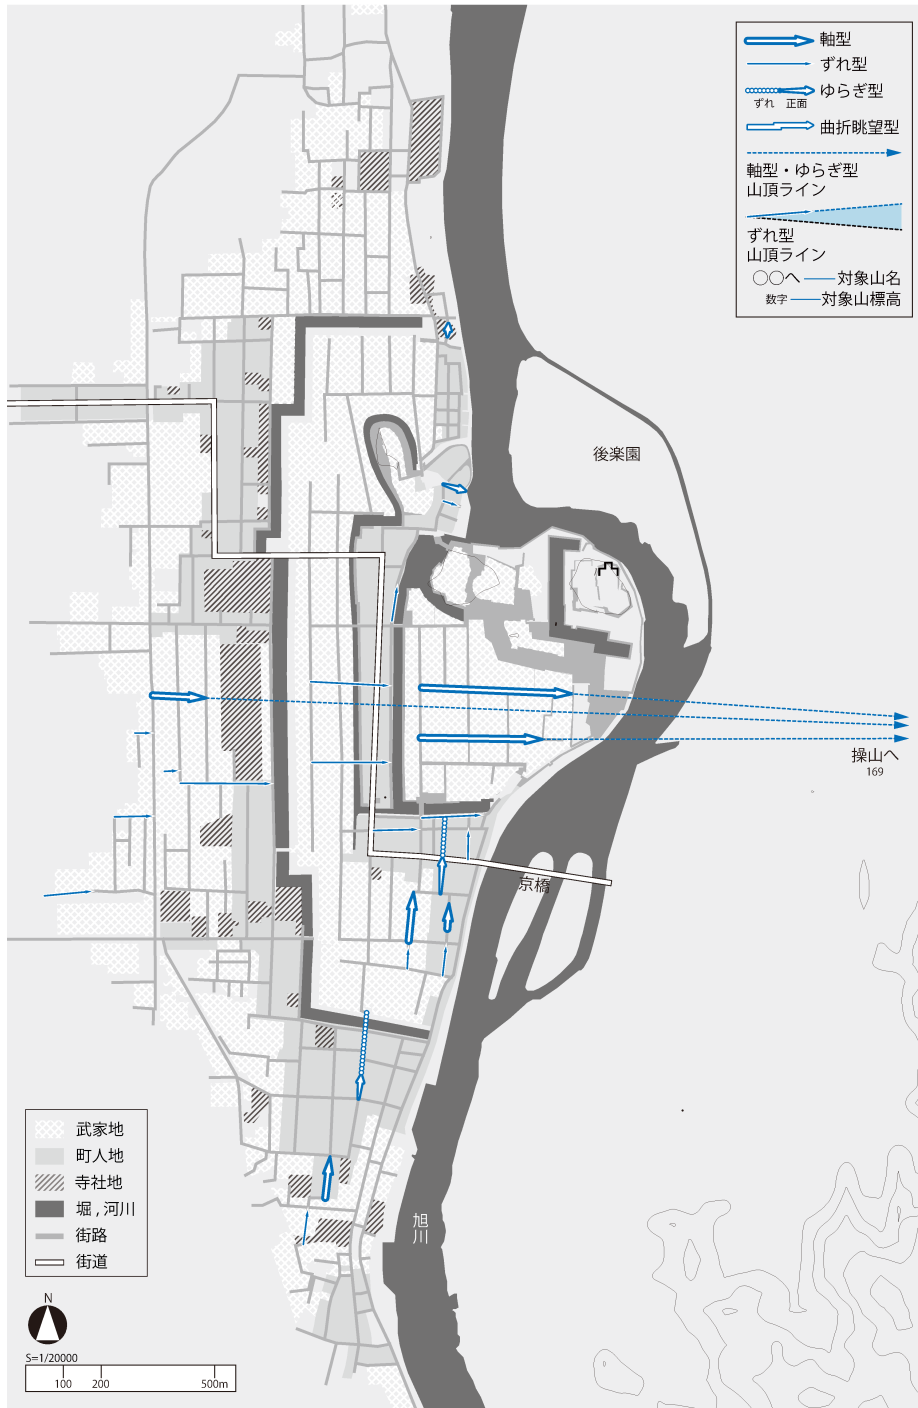 軸型
ずれ型
ゆらぎ型
ずれ 正面
曲折眺望型
軸型・ゆらぎ型
山頂ライン
ずれ型
山頂ライン
○○へ 対象山名
数字 対象山標高
後楽園
操山へ
169
京橋
旭川
武家地
町人地
寺社地
堀,河川
街路
街道
N
S=1/20000
100 200 500m